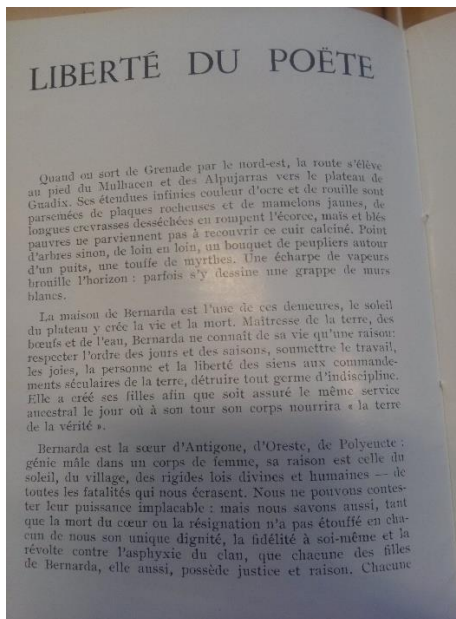 LIBERTÉ DU POËTE
Quand on sort de Grenade par le nord-est, la route s'élève
au pied du Mulhacen et des Alpujarras vers le plateau de
Guadix. Ses étendues infinies couleur d'ocre et de rouille sont
parsemées de plaques rocheuses et de mamelons jaunes, de
longues crevrasses desséchées en rompent l'écorce, maïs et blés
pauvres ne parviennent pas à recouvrir ce cuir calciné. Point
d'arbres sinon, de loin en loin, un bouquet de peupliers autour
d'un puits, une touffe de myrthes. Une écharpe de vapeurs
brouille l'horizon : parfois s'y dessine une grappe de murs
blancs.
La maison de Bernarda est l'une de ces demeures, le soleil
du plateau y crée la vie et la mort. Maîtresse de la terre, des
bœufs et de l'eau, Bernarda ne connaît de sa vie qu'une raison:
respecter l'ordre des jours et des saisons, soumettre le travail,
les joies, la personne et la liberté des siens aux commande-
ments séculaires de la terre, détruire tout germe d'indiscipline.
Elle a créé ses filles afin que soit assuré le même service
ancestral le jour où à son tour son corps nourrira « la terre
de la vérité ».
Bernarda est la sœur d'Antigone, d'Oreste, de Polyeucte :
génie mâle dans un corps de femme, sa raison est celle du
soleil, du village, des rigides lois divines et humaines — de
toutes les fatalités qui nous écrasent. Nous ne pouvons contes-
ter leur puissance implacable : mais nous savons aussi, tant
que la mort du cœur ou la résignation n'a pas étouffé en cha-
cun de nous son unique dignité, la fidélité à soi-même et la
révolte contre l'asphyxie du clan, que chacune des filles
de Bernarda, elle aussi, possède justice et raison. Chacune